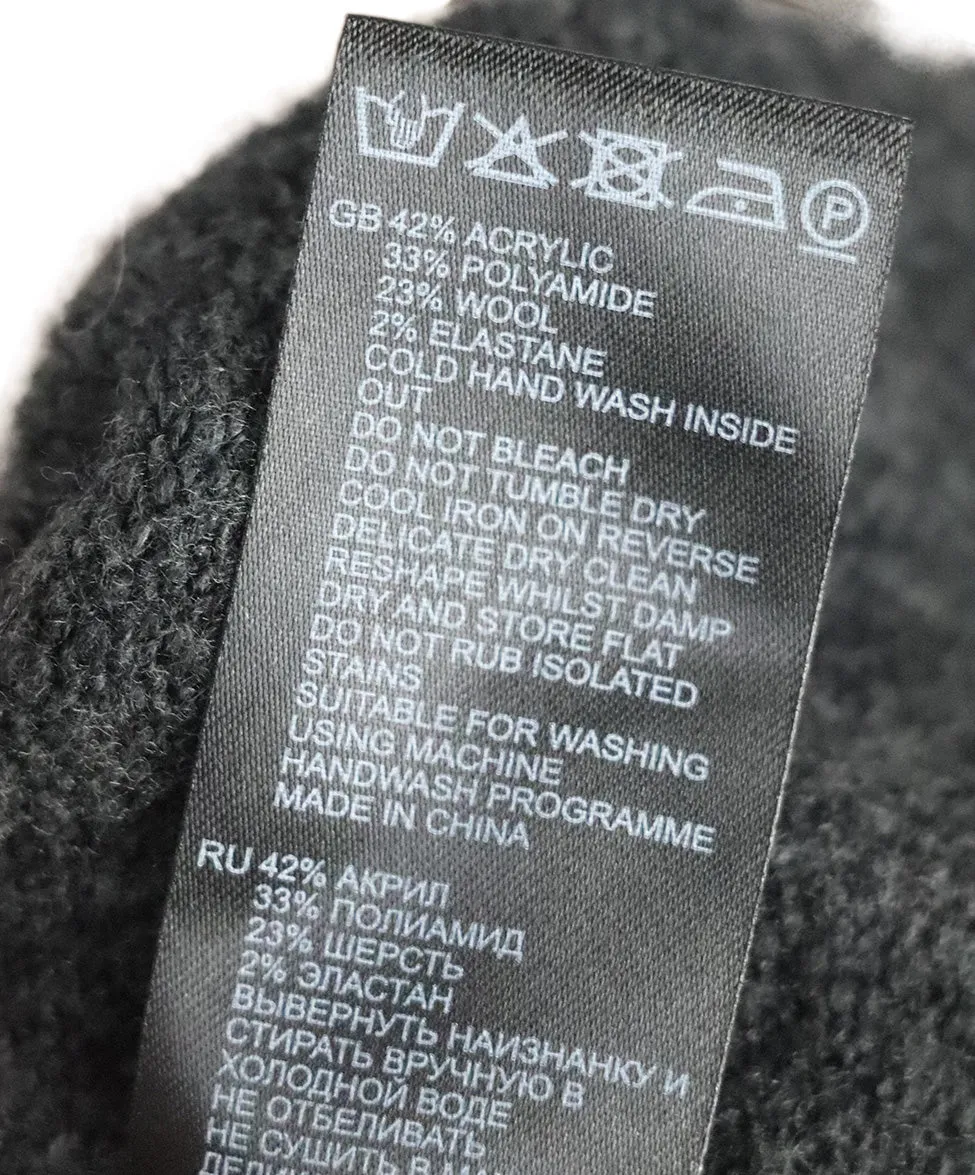 P
GB 42% ACRYLIC
33% POLYAMIDE
23% WOOL
2% ELASTANE
COLD HAND WASH INSIDE
OUT
DO NOT BLEACH
DO NOT TUMBLE DRY
COOL IRON ON REVERSE
DELICATE DRY CLEAN
RESHAPE WHILST DAMP
DRY AND STORE FLAT
DO NOT RUB ISOLATED
STAINS
SUITABLE FOR WASHING
USING MACHINE
HANDWASH PROGRAMME
MADE IN CHINA
RU 42% АКРИЛ
33% ПОЛИАМИД
23% ШЕРСТЬ
2% ЭЛАСТАН
ВЫВЕРНУТЬ НАИЗНАНКУ И
СТИРАТЬ ВРУЧНУЮ В
ХОЛОДНОЙ ВОДЕ
НЕ ОТБЕЛИВАТЬ
НЕ СУШИТЬ В